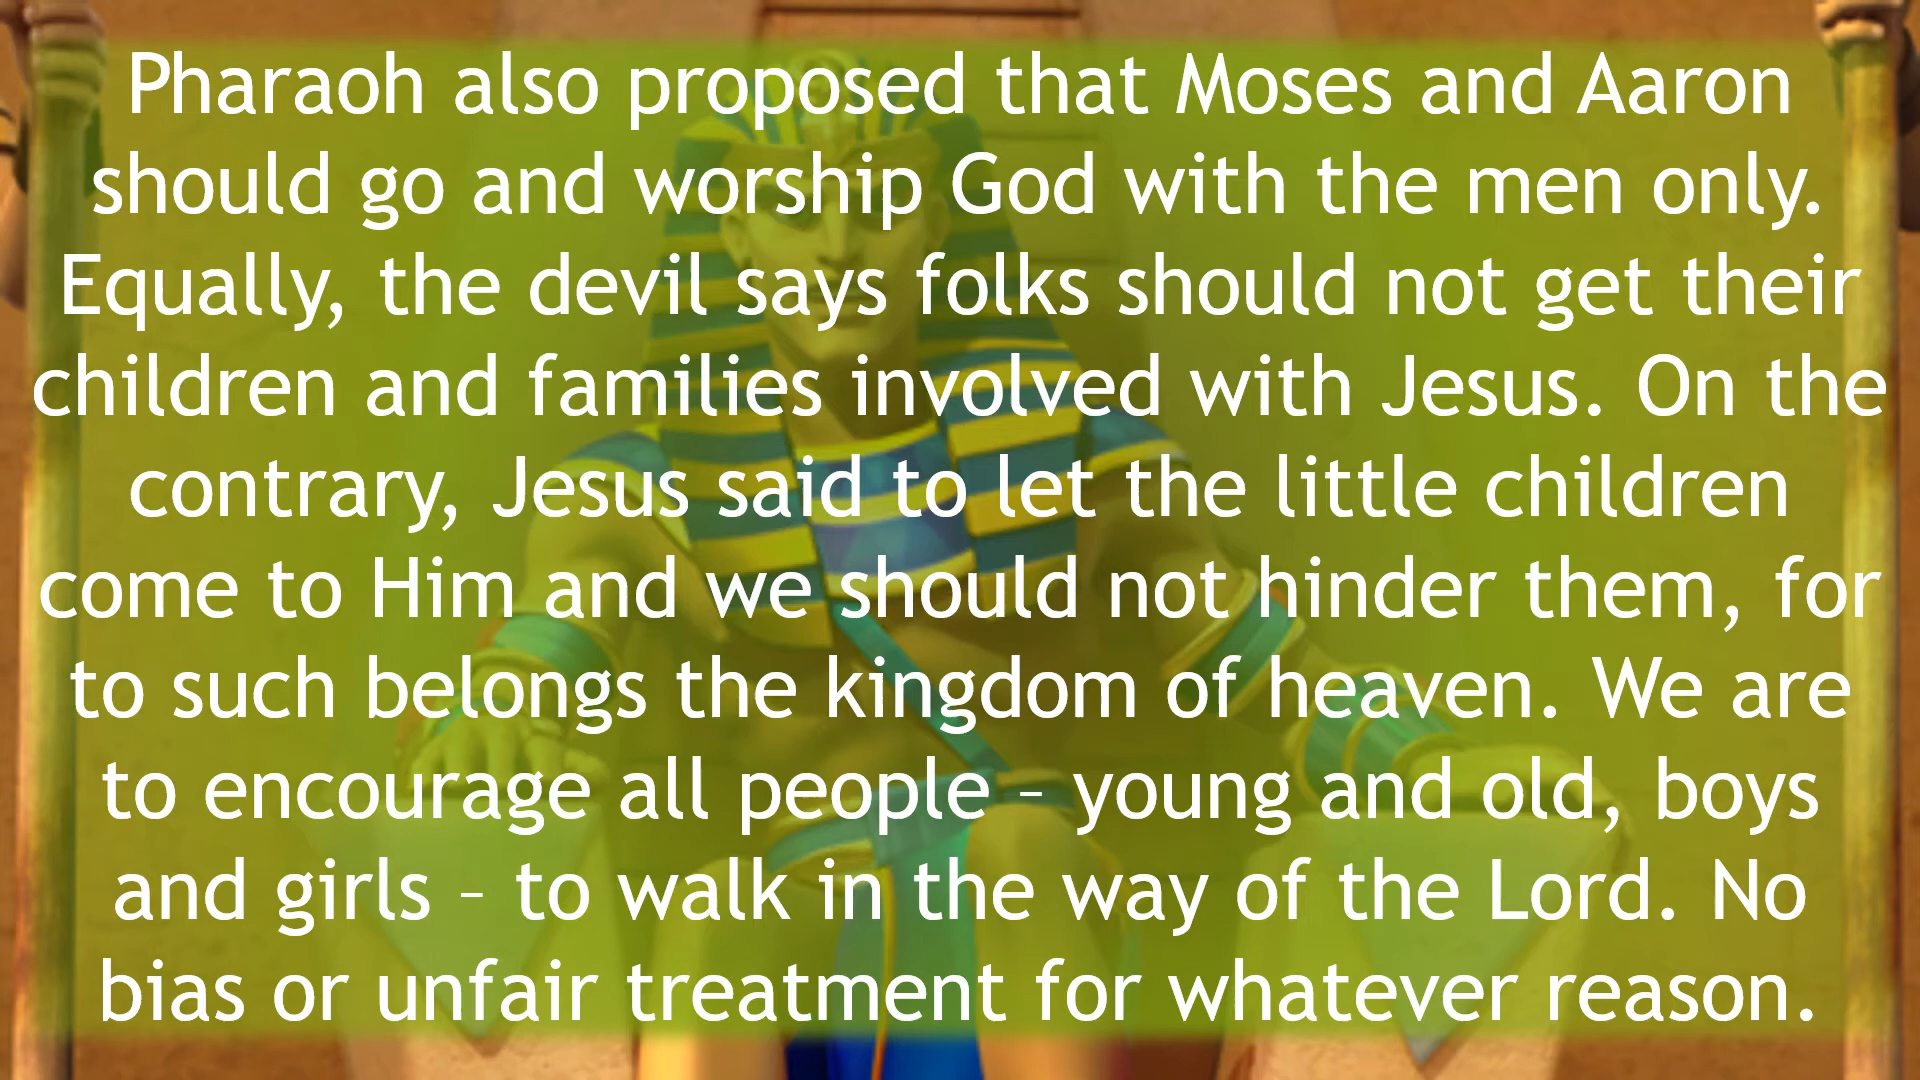 Pharaoh also proposed that Moses and Aaron
should go and worship God with the men only.
Equally, the devil says folks should not get their
children and families involved with Jesus. On the
contrary, Jesus said to let the little children
come to Him and we should not hinder them, for
to such belongs the kingdom of heaven. We are
to encourage all people – young and old, boys
and girls – to walk in the way of the Lord. No
bias or unfair treatment for whatever reason.